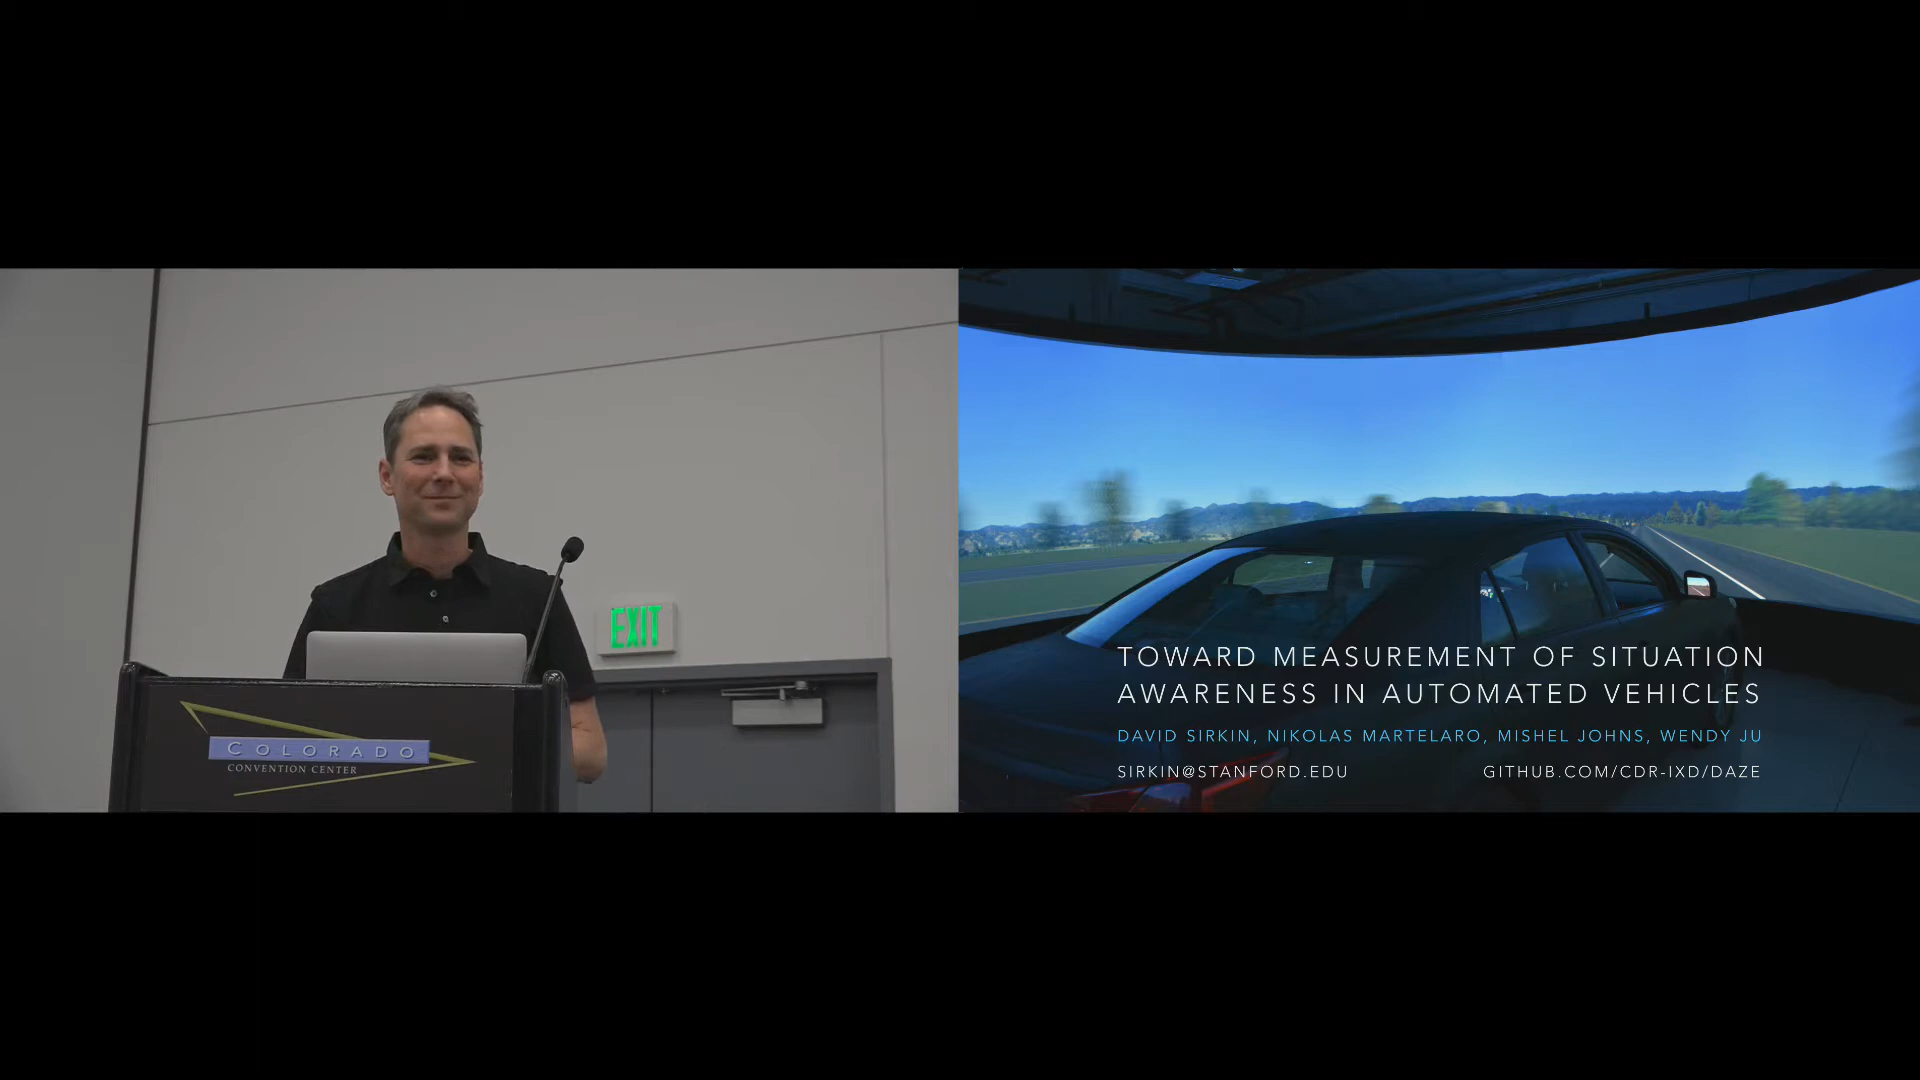 EXIT
COLORADO
CONVENTION CENTER
TOWARD MEASUREMENT OF SITUATION
AWARENESS IN AUTOMATED VEHICLES
DAVID SIRKIN, NIKOLAS MARTELARO, MISHEL JOHNS, WENDY JU
SIRKIN@STANFORD.EDU
GITHUB.COM/CDR-IXD/DAZE